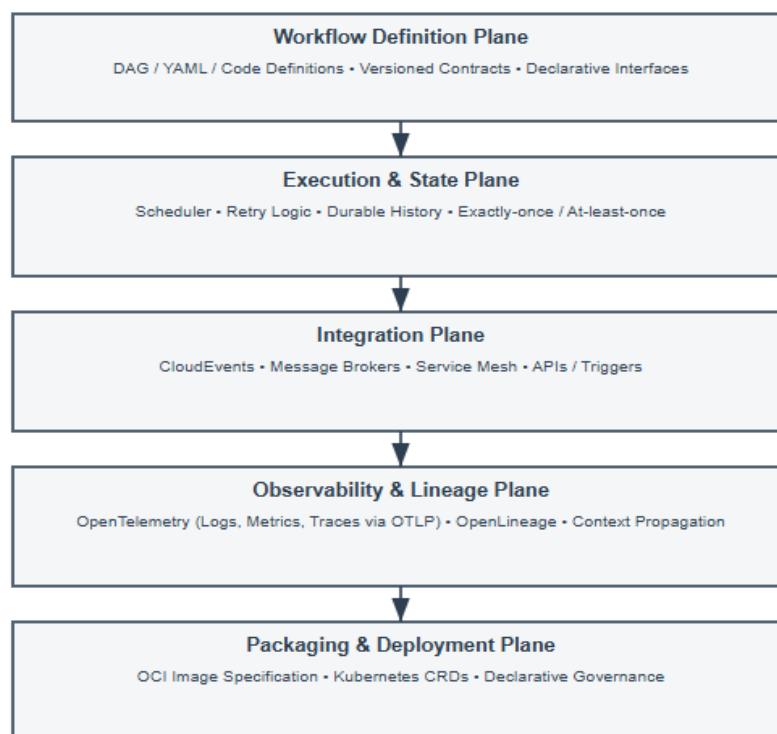 Workflow Definition Plane
DAG / YAML / Code Definitions • Versioned Contracts • Declarative Interfaces
Execution & State Plane
Scheduler • Retry Logic • Durable History • Exactly-once / At-least-once
Integration Plane
CloudEvents • Message Brokers • Service Mesh • APIs / Triggers
Observability & Lineage Plane
OpenTelemetry (Logs, Metrics, Traces via OTLP) • OpenLineage • Context Propagation
Packaging & Deployment Plane
OCI Image Specification • Kubernetes CRDs • Declarative Governance